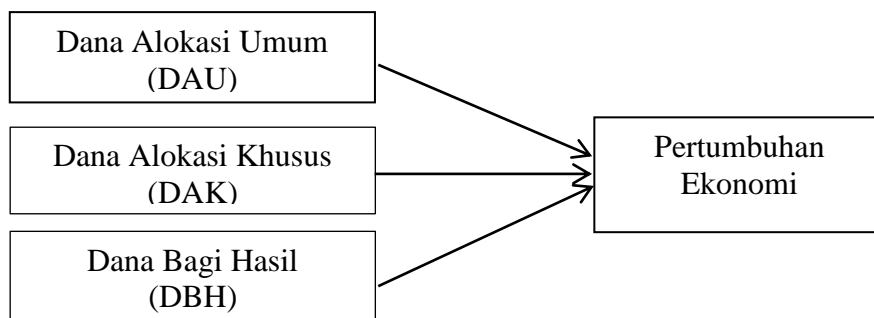 Dana Alokasi Umum
(DAU)
Dana Alokasi Khusus
(DAK)
Dana Bagi Hasil
(DBH)
Pertumbuhan
Ekonomi